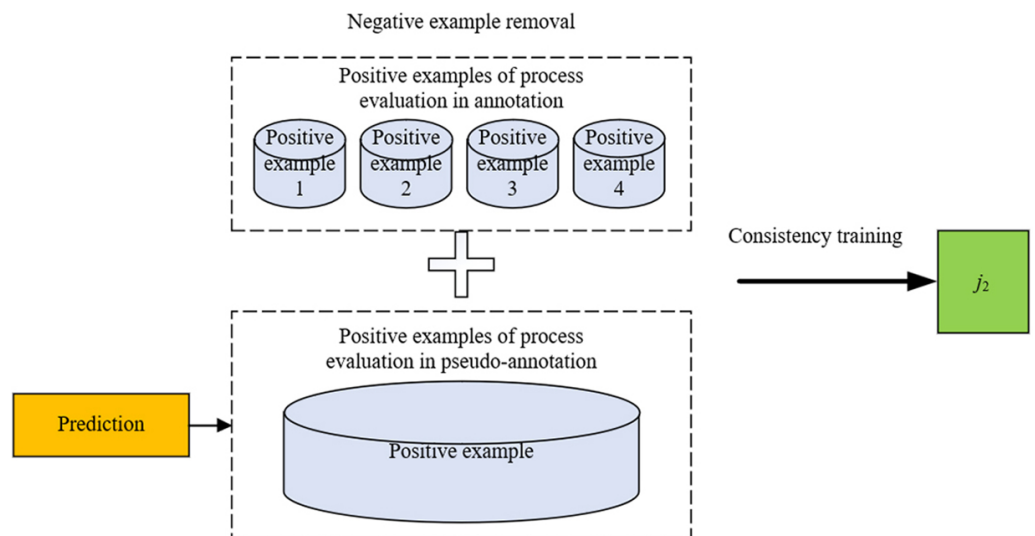 Negative example removal
Positive examples of process
evaluation in annotation
Positive
example
1
Positive
example
2
Positive
example
3
Positive
example
4
Consistency training
j₂
Positive examples of process
evaluation in pseudo-annotation
Prediction
Positive example